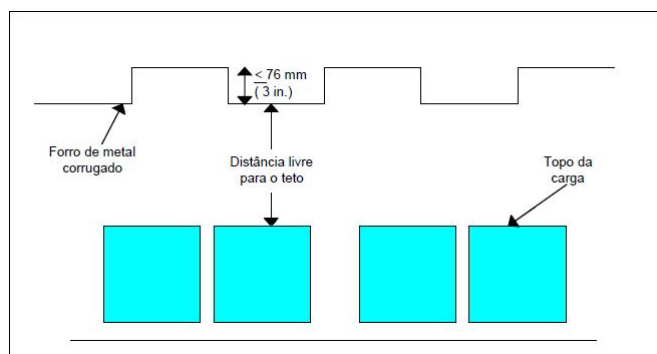 ≤ 76 mm
( 3 in.)
Forro de metal
corrugado
Distância livre
para o teto
Topo da
carga